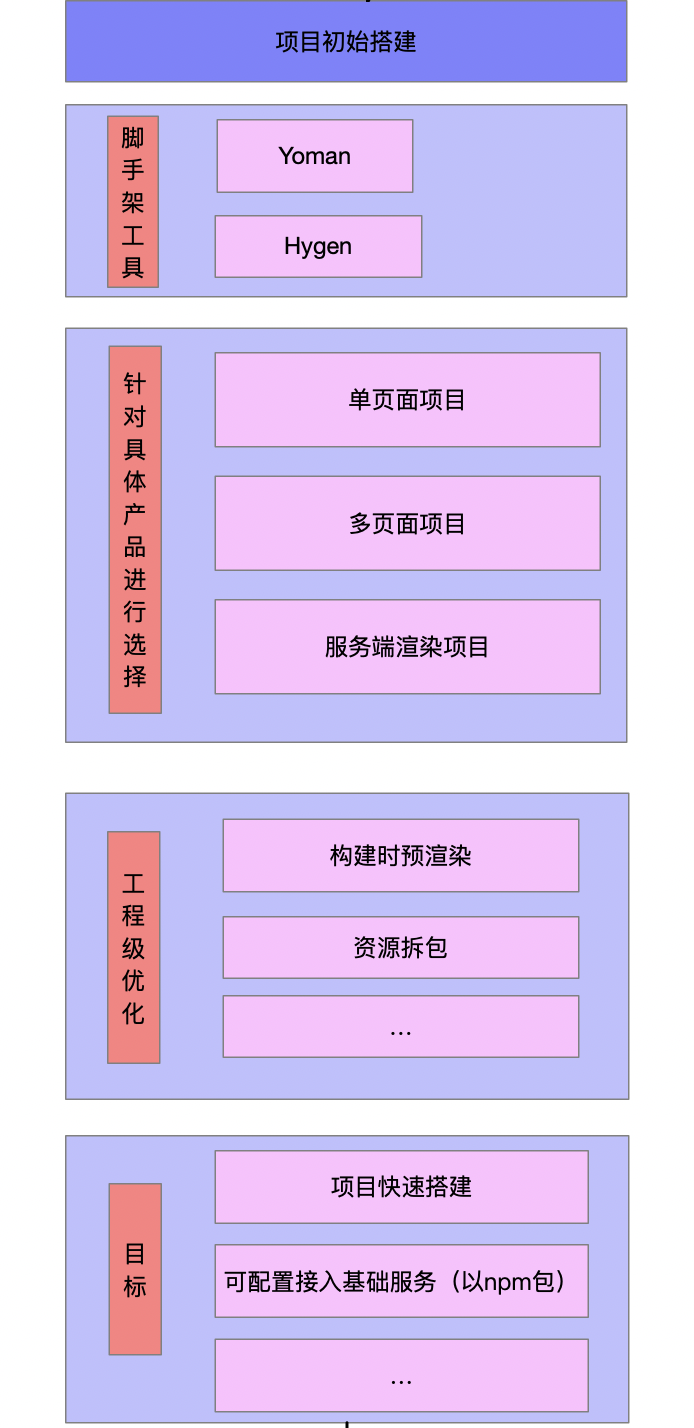 项目初始搭建
脚手架工具
Yoman
Hygen
针对具体产品进行选择
单页面项目
多页面项目
服务端渲染项目
工程级优化
构建时预渲染
资源拆包
...
目标
项目快速搭建
可配置接入基础服务（以npm包）
...